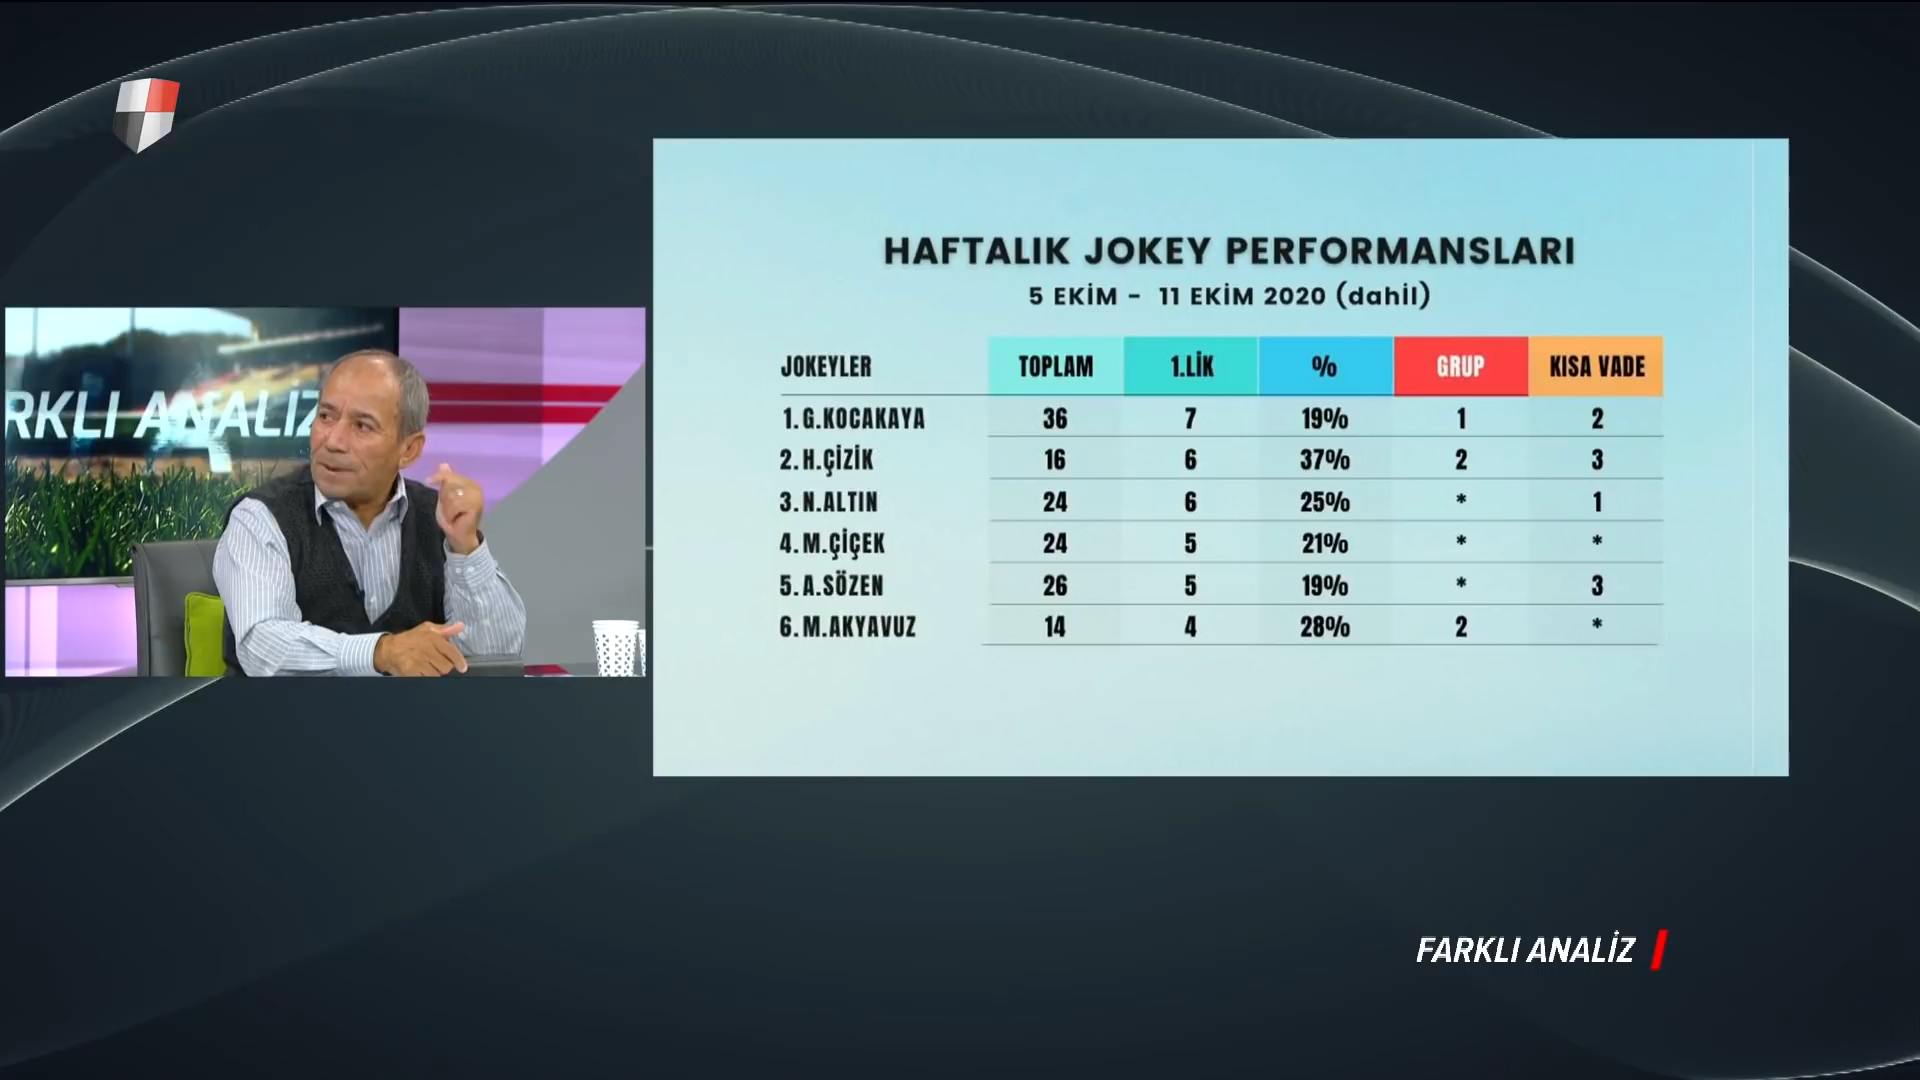 RKLI ANALİZ
HAFTALIK JOKEY PERFORMANSLARI
5 EKİM - 11 EKİM 2020 (dahil)
JOKEYLER TOPLAM 1.LİK % GRUP KISA VADE
1. G.KOCAKAYA 36 7 19% 1 2
2. H.ÇİZİK 16 6 37% 2 3
3. N.ALTIN 24 6 25% * 1
4. M.ÇİÇEK 24 5 21% * *
5. A.SÖZEN 26 5 19% * 3
6. M.AKYAVUZ 14 4 28% 2 *
FARKLI ANALİZ